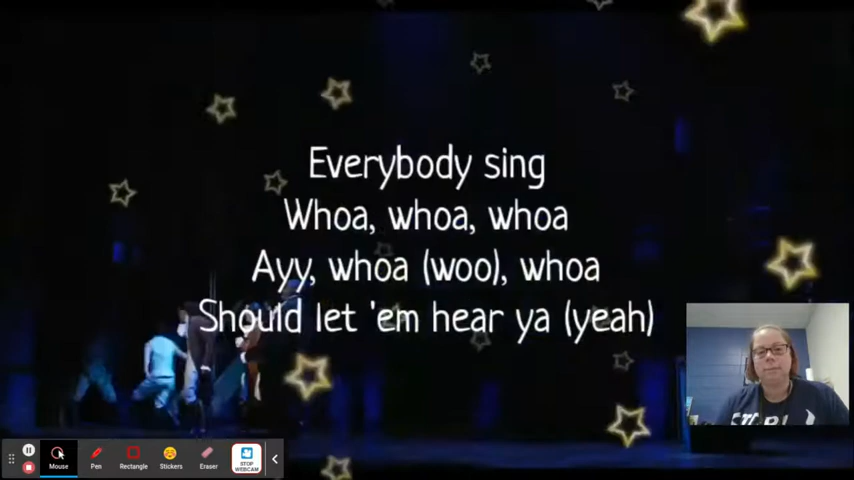 Everybody sing
Whoa, whoa, whoa
Ayy, whoa (woo), whoa
Should let 'em hear ya (yeah)
Mouse
Pen
Rectangle
Stickers
Eraser
STOP
WEBCAM